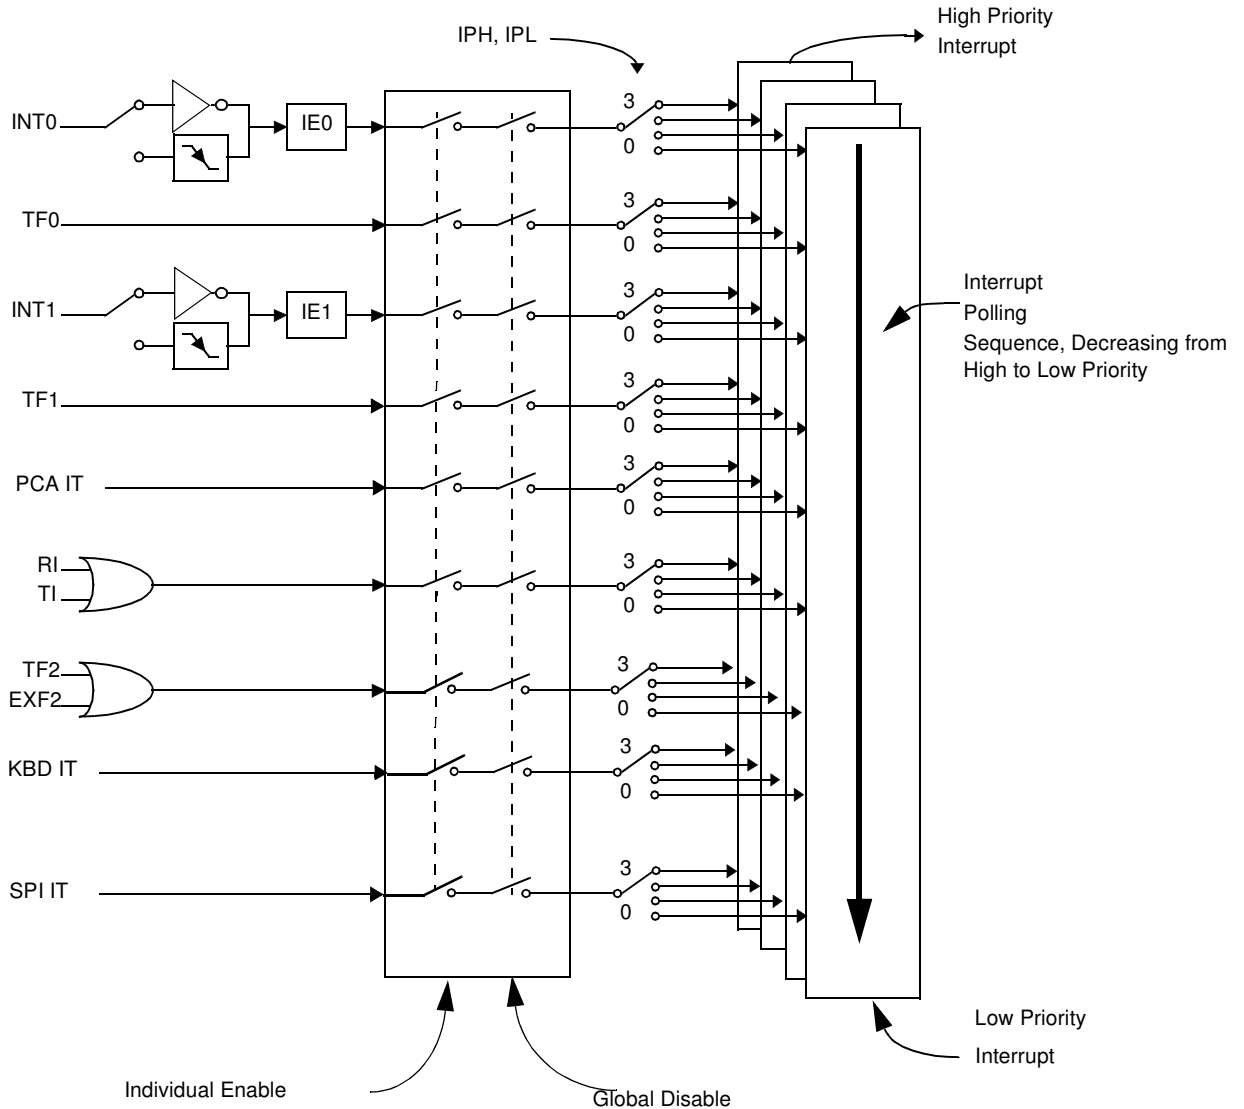 High Priority
Interrupt
IPH, IPL
INT0
IE0
3
0
TF0
3
0
INT1
IE1
3
0
Interrupt
Polling
Sequence, Decreasing from
High to Low Priority
TF1
3
0
PCA IT
3
0
RI
TI
3
0
TF2
EXF2
3
0
KBD IT
3
0
SPI IT
3
0
Low Priority
Interrupt
Individual Enable
Global Disable